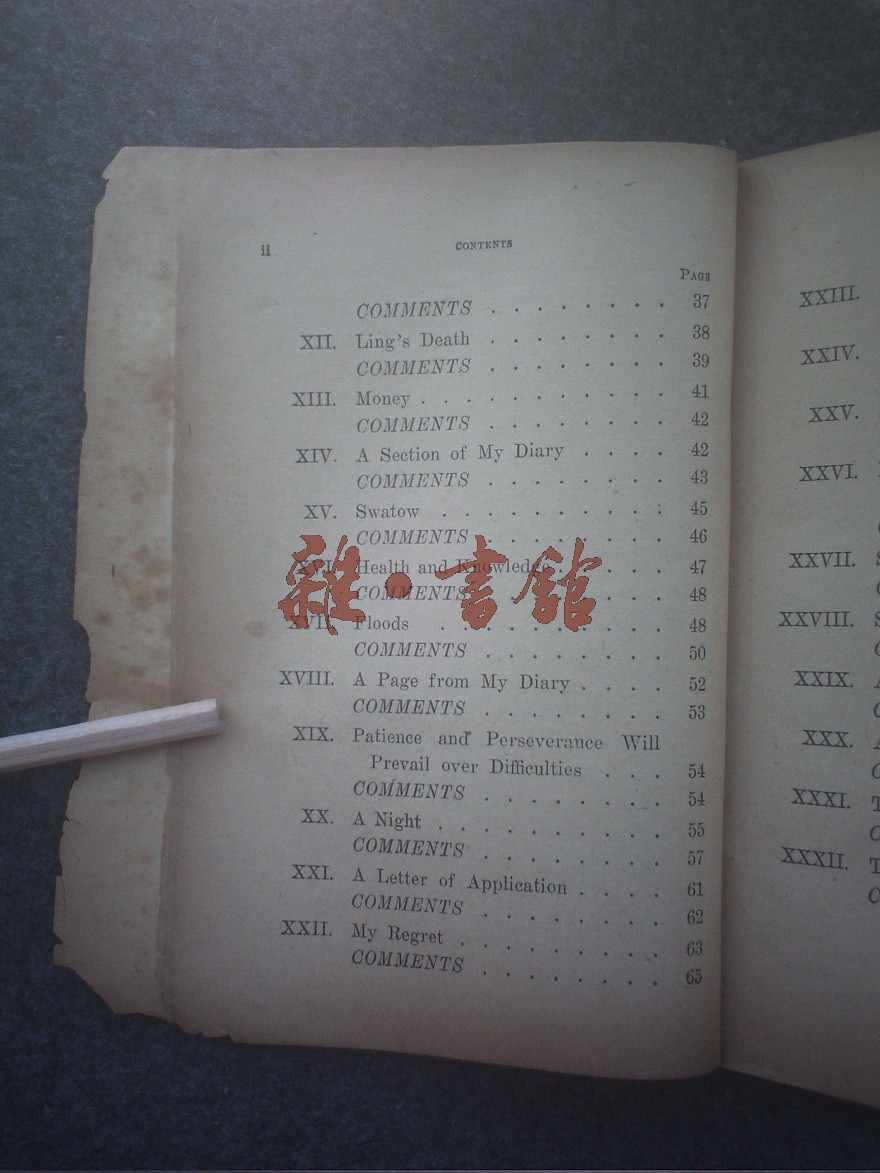 ii
CONTENTS
PAGE
COMMENTS . . . . . . . . 37
XII. Ling's Death . . . . . . . . 38
COMMENTS . . . . . . . . 39
XIII. Money . . . . . . . . . . 41
COMMENTS . . . . . . . . 42
XIV. A Section of My Diary . . . . 42
COMMENTS . . . . . . . . 43
XV. Swatow . . . . . . . . . . 45
COMMENTS . . . . . . . . 46
XVI. Health and Knowledge . . . . . 47
COMMENTS . . . . . . . . 48
XVII. Floods . . . . . . . . . . 48
COMMENTS . . . . . . . . 50
XVIII. A Page from My Diary . . . . 52
COMMENTS . . . . . . . . 53
XIX. Patience and Perseverance Will
Prevail over Difficulties . . . 54
COMMENTS . . . . . . . . 54
XX. A Night . . . . . . . . . . 55
COMMENTS . . . . . . . . 57
XXI. A Letter of Application . . . . 61
COMMENTS . . . . . . . . 62
XXII. My Regret . . . . . . . . . 63
COMMENTS . . . . . . . . 65
雜·書館
XXIII.
XXIV.
XXV.
XXVI.
XXVII. S
XXVIII. S
XXIX. A
XXX. A
XXXI. T
XXXII. T